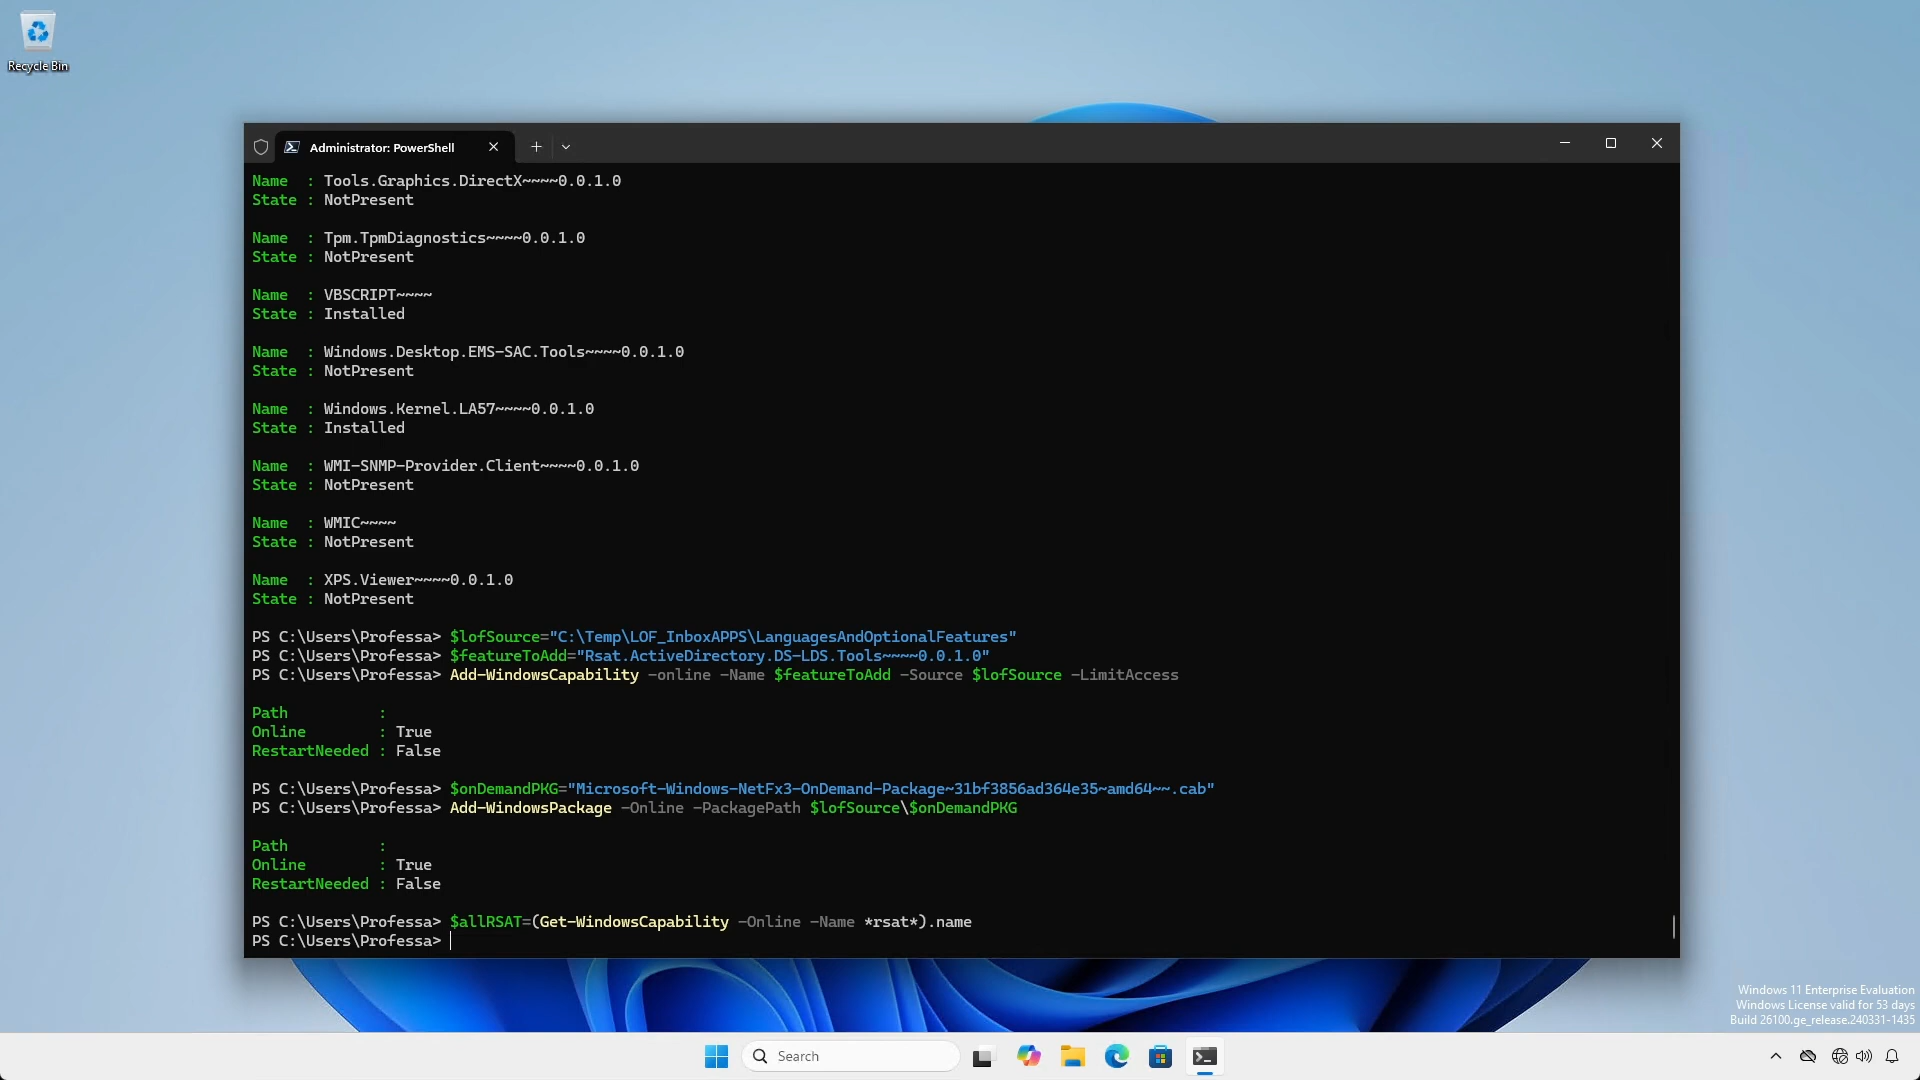 Recycle Bin
Administrator: PowerShell
Name  : Tools.Graphics.DirectX~~~~0.0.1.0
State : NotPresent
Name  : Tpm.TpmDiagnostics~~~~0.0.1.0
State : NotPresent
Name  : VBSCRIPT~~~~
State : Installed
Name  : Windows.Desktop.EMS-SAC.Tools~~~~0.0.1.0
State : NotPresent
Name  : Windows.Kernel.LA57~~~~0.0.1.0
State : Installed
Name  : WMI-SNMP-Provider.Client~~~~0.0.1.0
State : NotPresent
Name  : WMIC~~~~
State : NotPresent
Name  : XPS.Viewer~~~~0.0.1.0
State : NotPresent
PS C:\Users\Professa> $lofSource="C:\Temp\LOF_InboxAPPS\LanguagesAndOptionalFeatures"
PS C:\Users\Professa> $featureToAdd="Rsat.ActiveDirectory.DS-LDS.Tools~~~~0.0.1.0"
PS C:\Users\Professa> Add-WindowsCapability -online -Name $featureToAdd -Source $lofSource -LimitAccess
Path          :
Online        : True
RestartNeeded : False
PS C:\Users\Professa> $onDemandPKG="Microsoft-Windows-NetFx3-OnDemand-Package~31bf3856ad364e35~amd64~~.cab"
PS C:\Users\Professa> Add-WindowsPackage -Online -PackagePath $lofSource\$onDemandPKG
Path          :
Online        : True
RestartNeeded : False
PS C:\Users\Professa> $allRSAT=(Get-WindowsCapability -Online -Name *rsat*).name
PS C:\Users\Professa>
Windows 11 Enterprise Evaluation
Windows License valid for 53 days
Build 26100.ge_release.240331-1435
Search